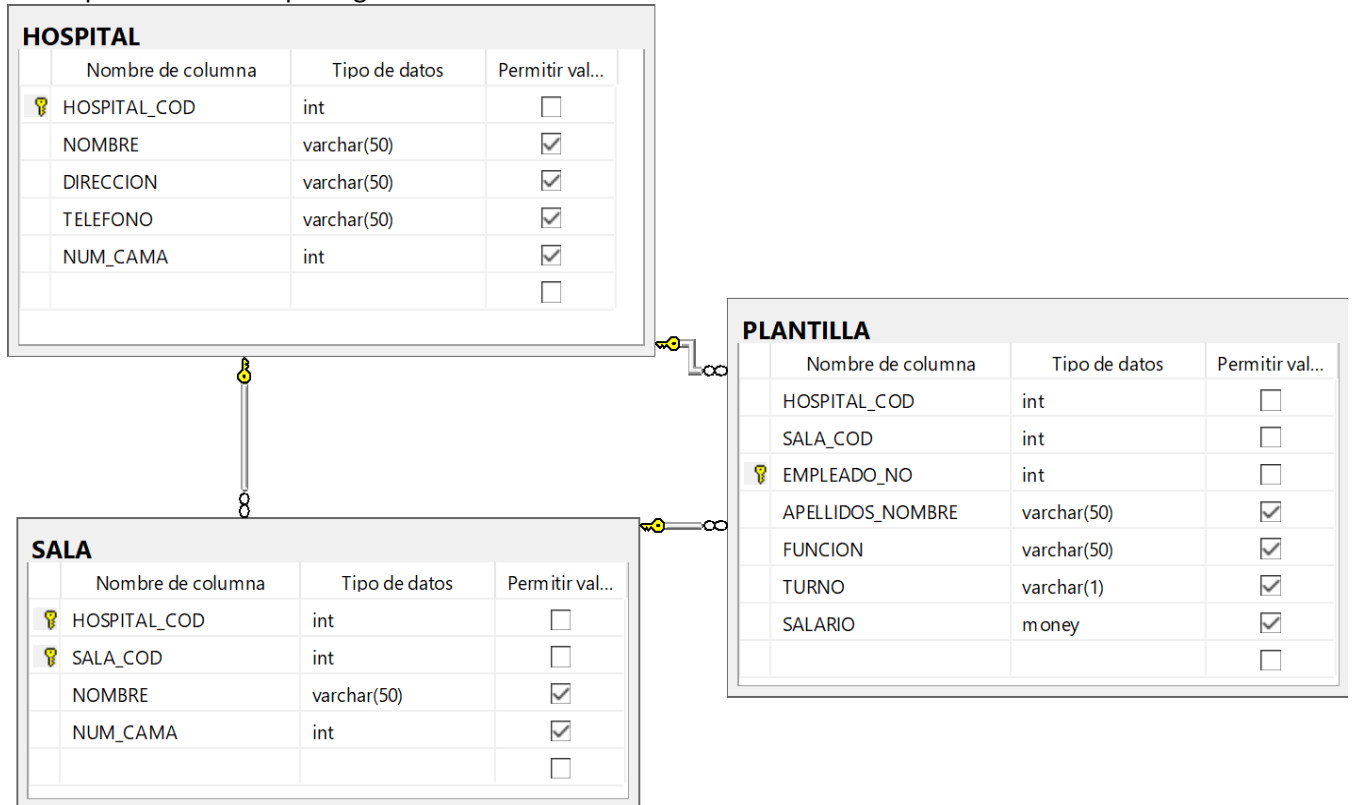 HOSPITAL
Nombre de columna Tipo de datos Permitir val...
HOSPITAL_COD int
NOMBRE varchar(50)
DIRECCION varchar(50)
TELEFONO varchar(50)
NUM_CAMA int
PLANTILLA
Nombre de columna Tipo de datos Permitir val...
HOSPITAL_COD int
SALA_COD int
EMPLEADO_NO int
APELLIDOS_NOMBRE varchar(50)
FUNCION varchar(50)
TURNO varchar(1)
SALARIO money
SALA
Nombre de columna Tipo de datos Permitir val...
HOSPITAL_COD int
SALA_COD int
NOMBRE varchar(50)
NUM_CAMA int